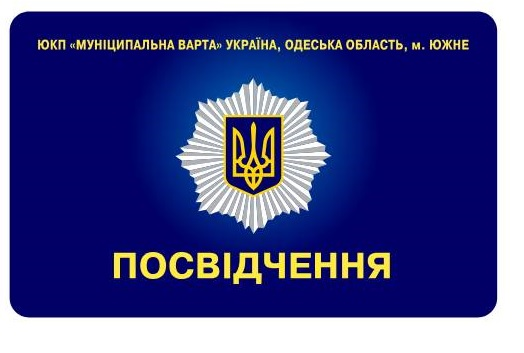 ЮКП «МУНІЦИПАЛЬНА ВАРТА» УКРАЇНА, ОДЕСЬКА ОБЛАСТЬ, м. ЮЖНЕ
ПОСВІДЧЕННЯ